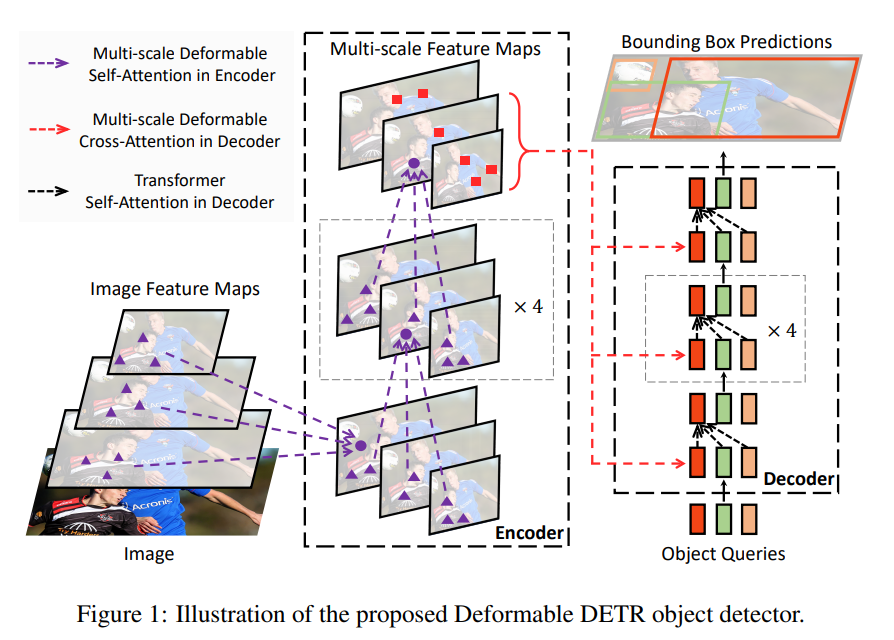 Multi-scale Deformable
Self-Attention in Encoder
Multi-scale Deformable
Cross-Attention in Decoder
Transformer
Self-Attention in Decoder
Multi-scale Feature Maps
Bounding Box Predictions
Acronis
Image Feature Maps
× 4
× 4
Acronis
Encoder
Decoder
Image
Object Queries
Figure 1: Illustration of the proposed Deformable DETR object detector.